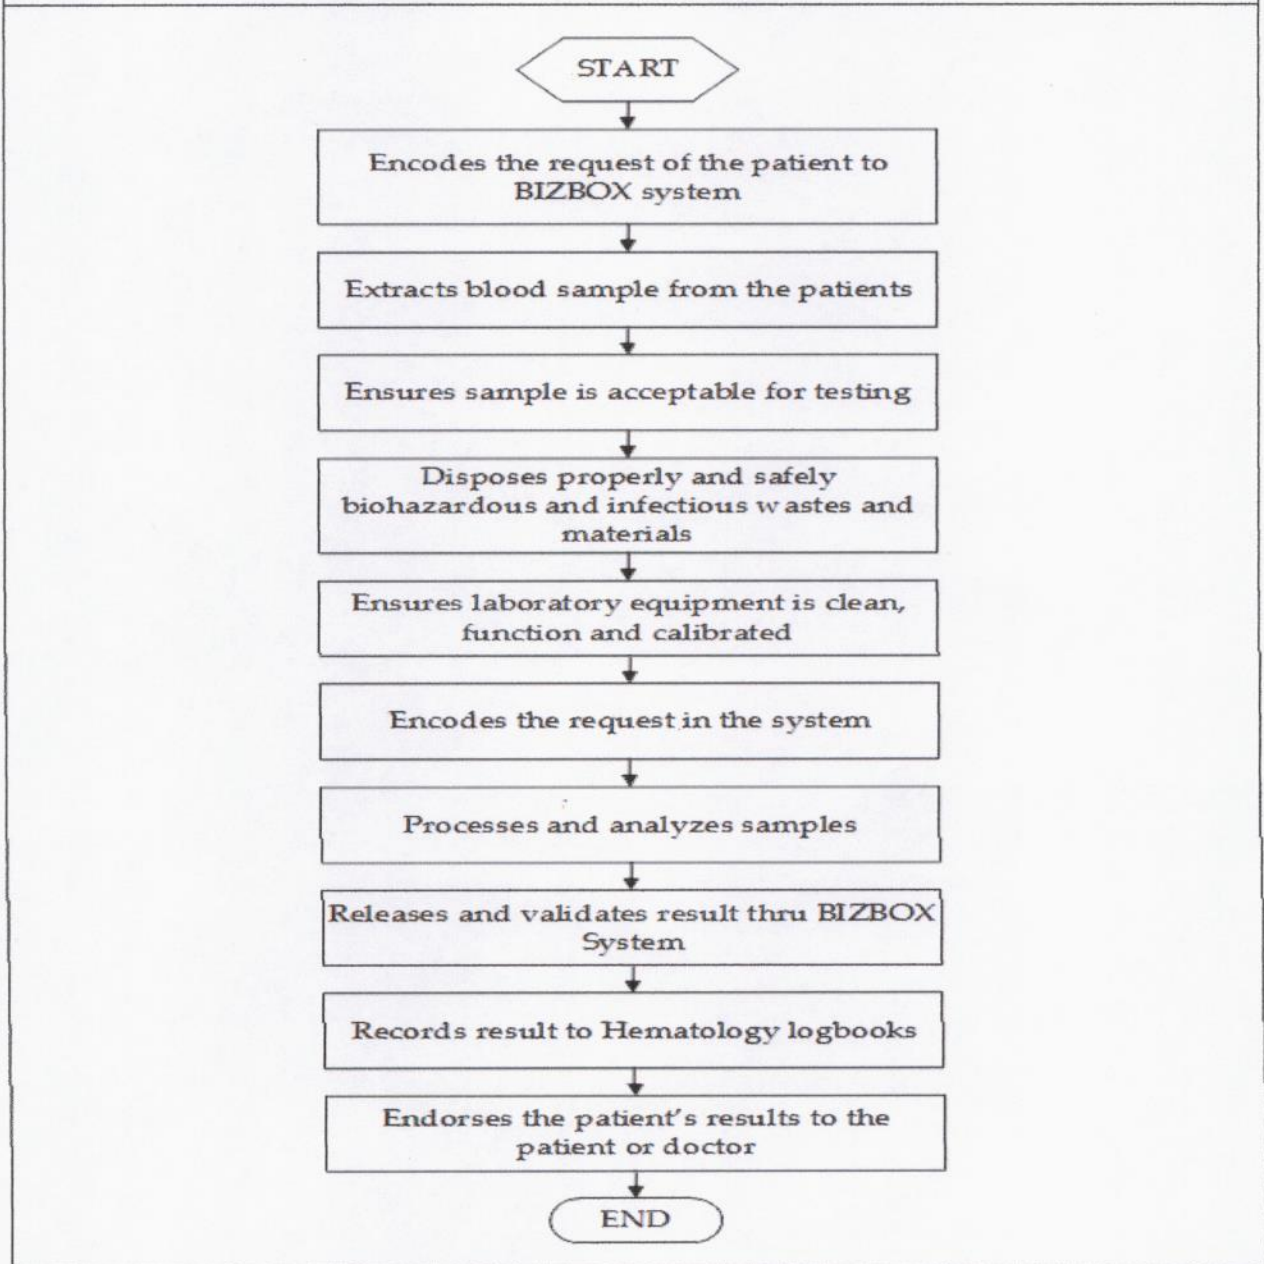 START
Encodes the request of the patient to
BIZBOX system
Extracts blood sample from the patients
Ensures sample is acceptable for testing
Disposes properly and safely
biohazardous and infectious wastes and
materials
Ensures laboratory equipment is clean,
function and calibrated
Encodes the request in the system
Processes and analyzes samples
Releases and validates result thru BIZBOX
System
Records result to Hematology logbooks
Endorses the patient's results to the
patient or doctor
END